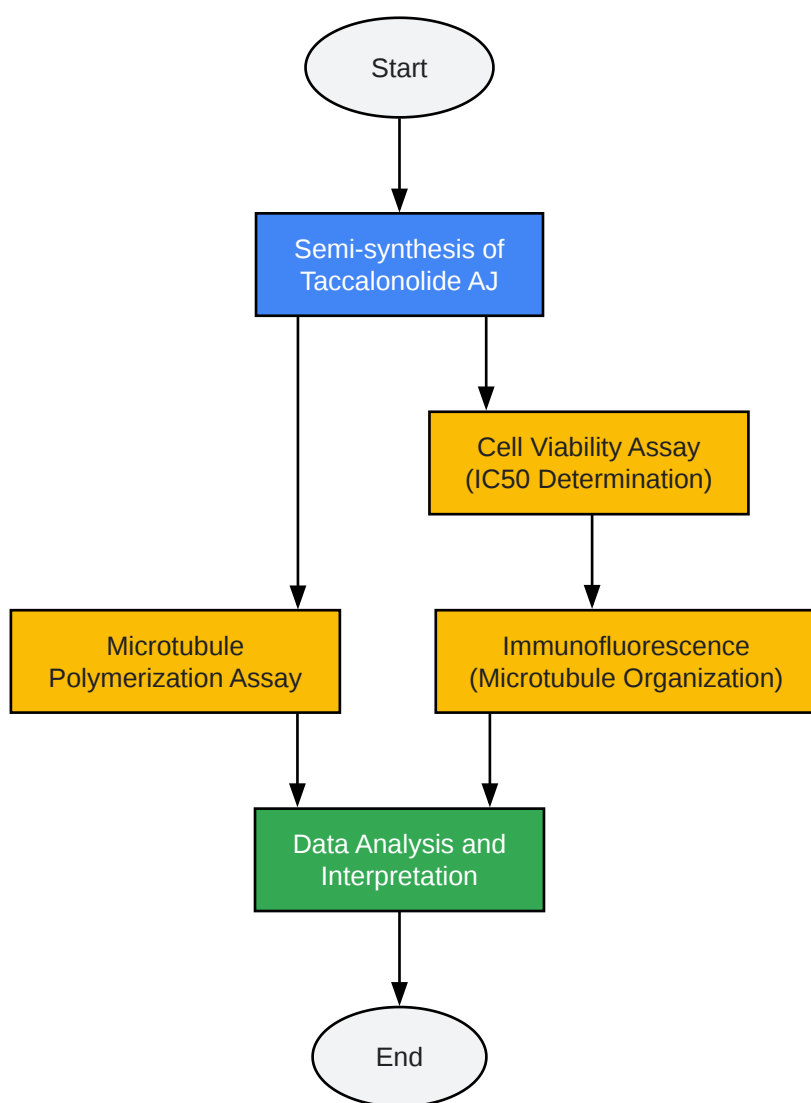 Start
Semi-synthesis of
Taccalonolide AJ
Cell Viability Assay
(IC50 Determination)
Microtubule
Polymerization Assay
Immunofluorescence
(Microtubule Organization)
Data Analysis and
Interpretation
End